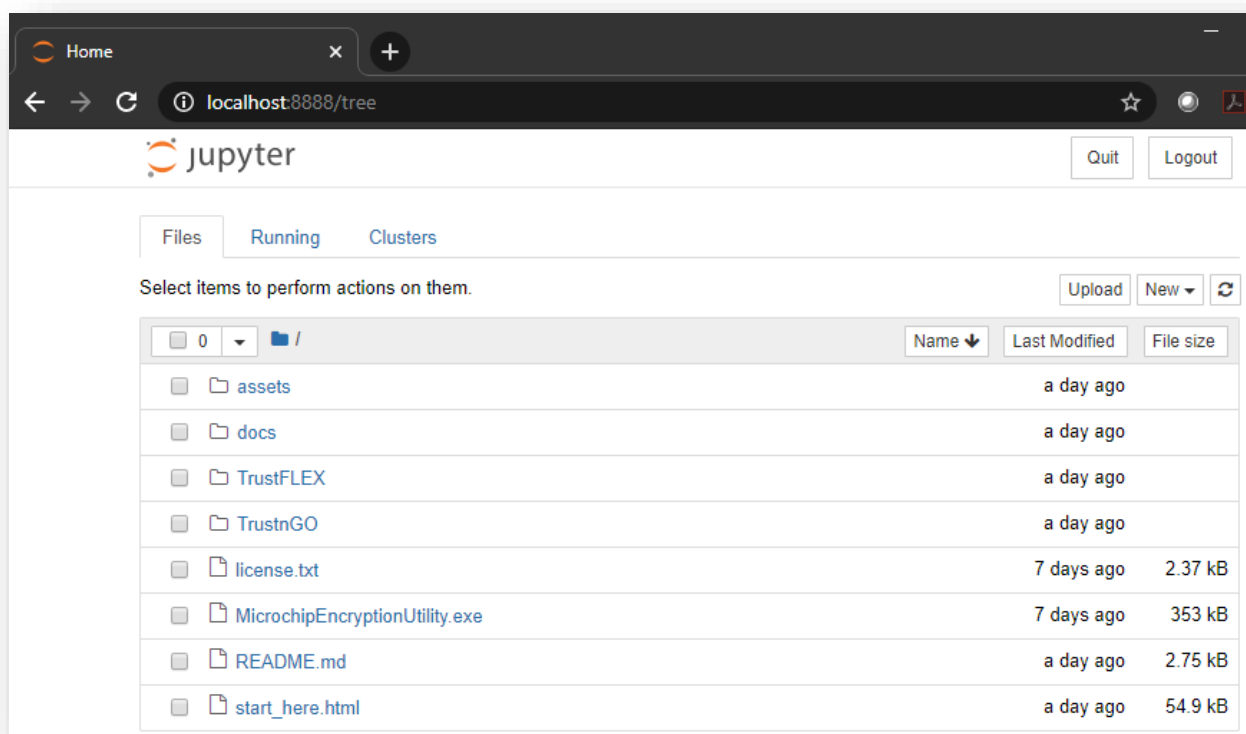 Home
localhost:8888/tree
jupyter
Quit Logout
Files Running Clusters
Select items to perform actions on them.
Upload New
0 / Name Last Modified File size
assets a day ago
docs a day ago
TrustFLEX a day ago
TrustnGO a day ago
license.txt 7 days ago 2.37 kB
MicrochipEncryptionUtility.exe 7 days ago 353 kB
README.md a day ago 2.75 kB
start_here.html a day ago 54.9 kB